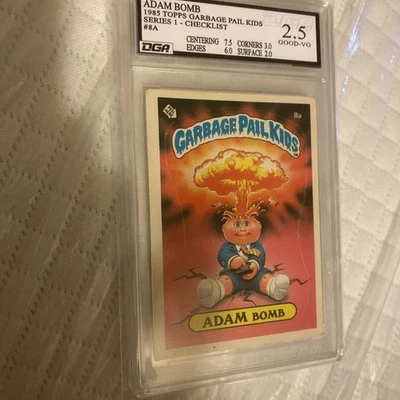 ADAM BOMB
1985 TOPPS GARBAGE PAIL KIDS
SERIES 1 - CHECKLIST
#8A
2.5
GOOD-VG
DGA
CENTERING 7.5 CORNERS 3.0
EDGES 6.0 SURFACE 2.0
8a
GARBAGE PAIL KIDS
ADAM BOMB